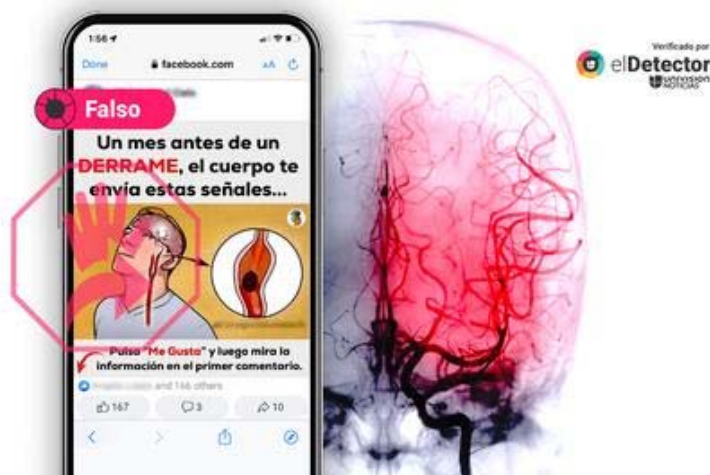 1:56
Done
facebook.com
AA
Falso
Un mes antes de un
DERRAME, el cuerpo te
envía estas señales...
Pulsa "Me Gusta" y luego mira la
información en el primer comentario.
and 166 others
167
3
10
Verificado por
elDetector
UNIVISION
NOTICIAS